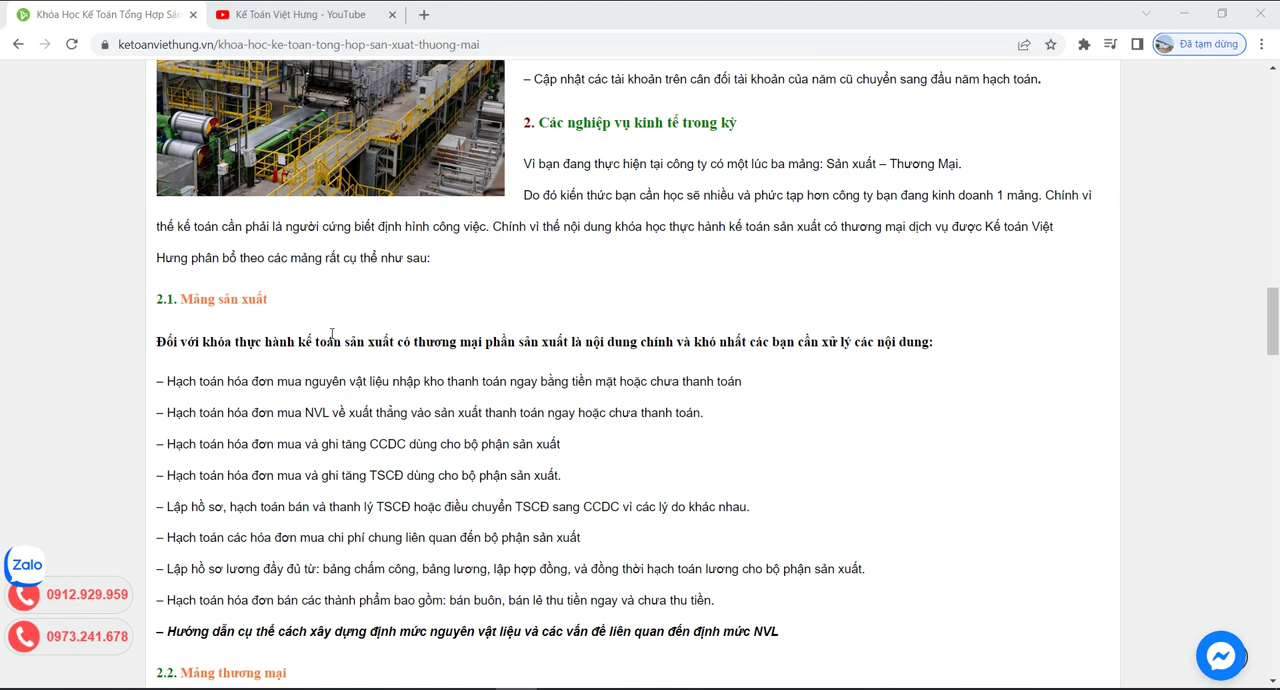 Khóa Học Kế Toán Tổng Hợp Sản
Kế Toán Việt Hưng - YouTube
ketoanviethung.vn/khoa-hoc-ke-toan-tong-hop-san-xuat-thuong-mai
Đã tạm dừng
– Cập nhật các tài khoản trên cân đối tài khoản của năm cũ chuyển sang đầu năm hạch toán.
2. Các nghiệp vụ kinh tế trong kỳ
Vì bạn đang thực hiện tại công ty có một lúc ba mảng: Sản xuất – Thương Mại.
Do đó kiến thức bạn cần học sẽ nhiều và phức tạp hơn công ty bạn đang kinh doanh 1 mảng. Chính vì
thế kế toán cần phải là người cứng biết định hình công việc. Chính vì thế nội dung khóa học thực hành kế toán sản xuất có thương mại dịch vụ được Kế toán Việt
Hưng phân bổ theo các mảng rất cụ thể như sau:
2.1. Mảng sản xuất
Đối với khóa thực hành kế toán sản xuất có thương mại phần sản xuất là nội dung chính và khó nhất các bạn cần xử lý các nội dung:
– Hạch toán hóa đơn mua nguyên vật liệu nhập kho thanh toán ngay bằng tiền mặt hoặc chưa thanh toán
– Hạch toán hóa đơn mua NVL về xuất thẳng vào sản xuất thanh toán ngay hoặc chưa thanh toán.
– Hạch toán hóa đơn mua và ghi tăng CCDC dùng cho bộ phận sản xuất
– Hạch toán hóa đơn mua và ghi tăng TSCĐ dùng cho bộ phận sản xuất.
– Lập hồ sơ, hạch toán bán và thanh lý TSCĐ hoặc điều chuyển TSCĐ sang CCDC vì các lý do khác nhau.
– Hạch toán các hóa đơn mua chi phí chung liên quan đến bộ phận sản xuất
– Lập hồ sơ lương đầy đủ từ: bảng chấm công, bảng lương, lập hợp đồng, và đồng thời hạch toán lương cho bộ phận sản xuất.
– Hạch toán hóa đơn bán các thành phẩm bao gồm: bán buôn, bán lẻ thu tiền ngay và chưa thu tiền.
– Hướng dẫn cụ thể cách xây dựng định mức nguyên vật liệu và các vấn đề liên quan đến định mức NVL
2.2. Mảng thương mại
Zalo
0912.929.959
0973.241.678